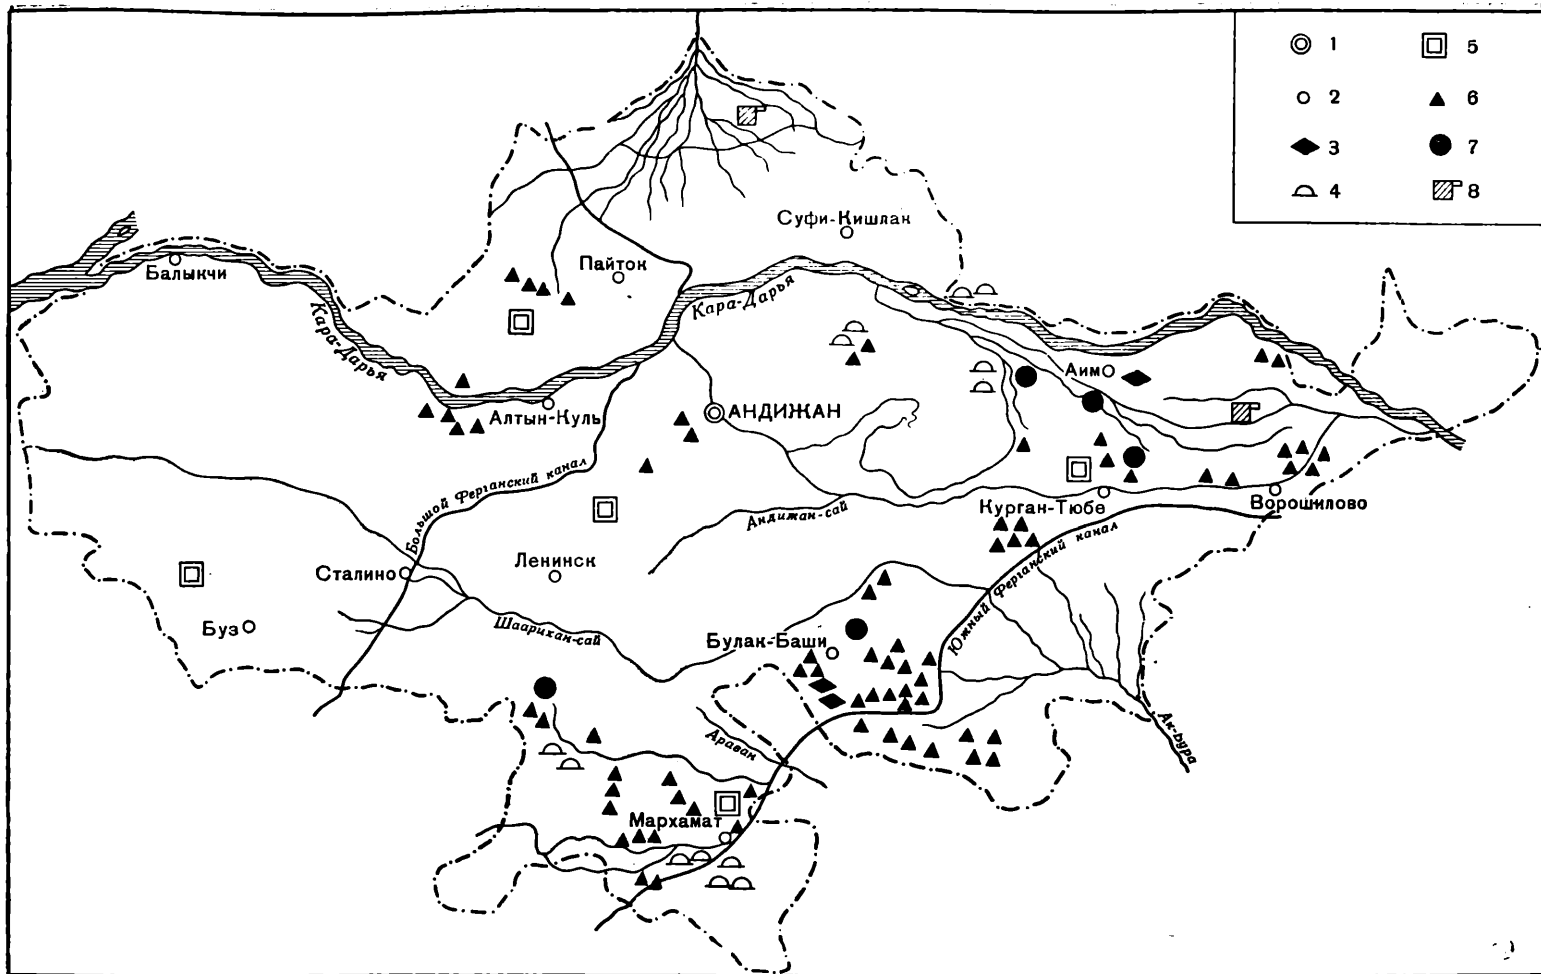 1
5
2
6
3
7
4
8
Суфи-Кишлак
Балыкчи
Пайток
Кара-Дарья
Кара-Дарья
Аим
Алтын-Куль
АНДИЖАН
Большой Ферганский канал
Андижан-сай
Курган-Тюбе
Ворошилово
Южный Ферганский канал
Сталино
Ленинск
Буз
Шаарихан-сай
Булак-Баши
Араван
Ак-Бура
Мархамат